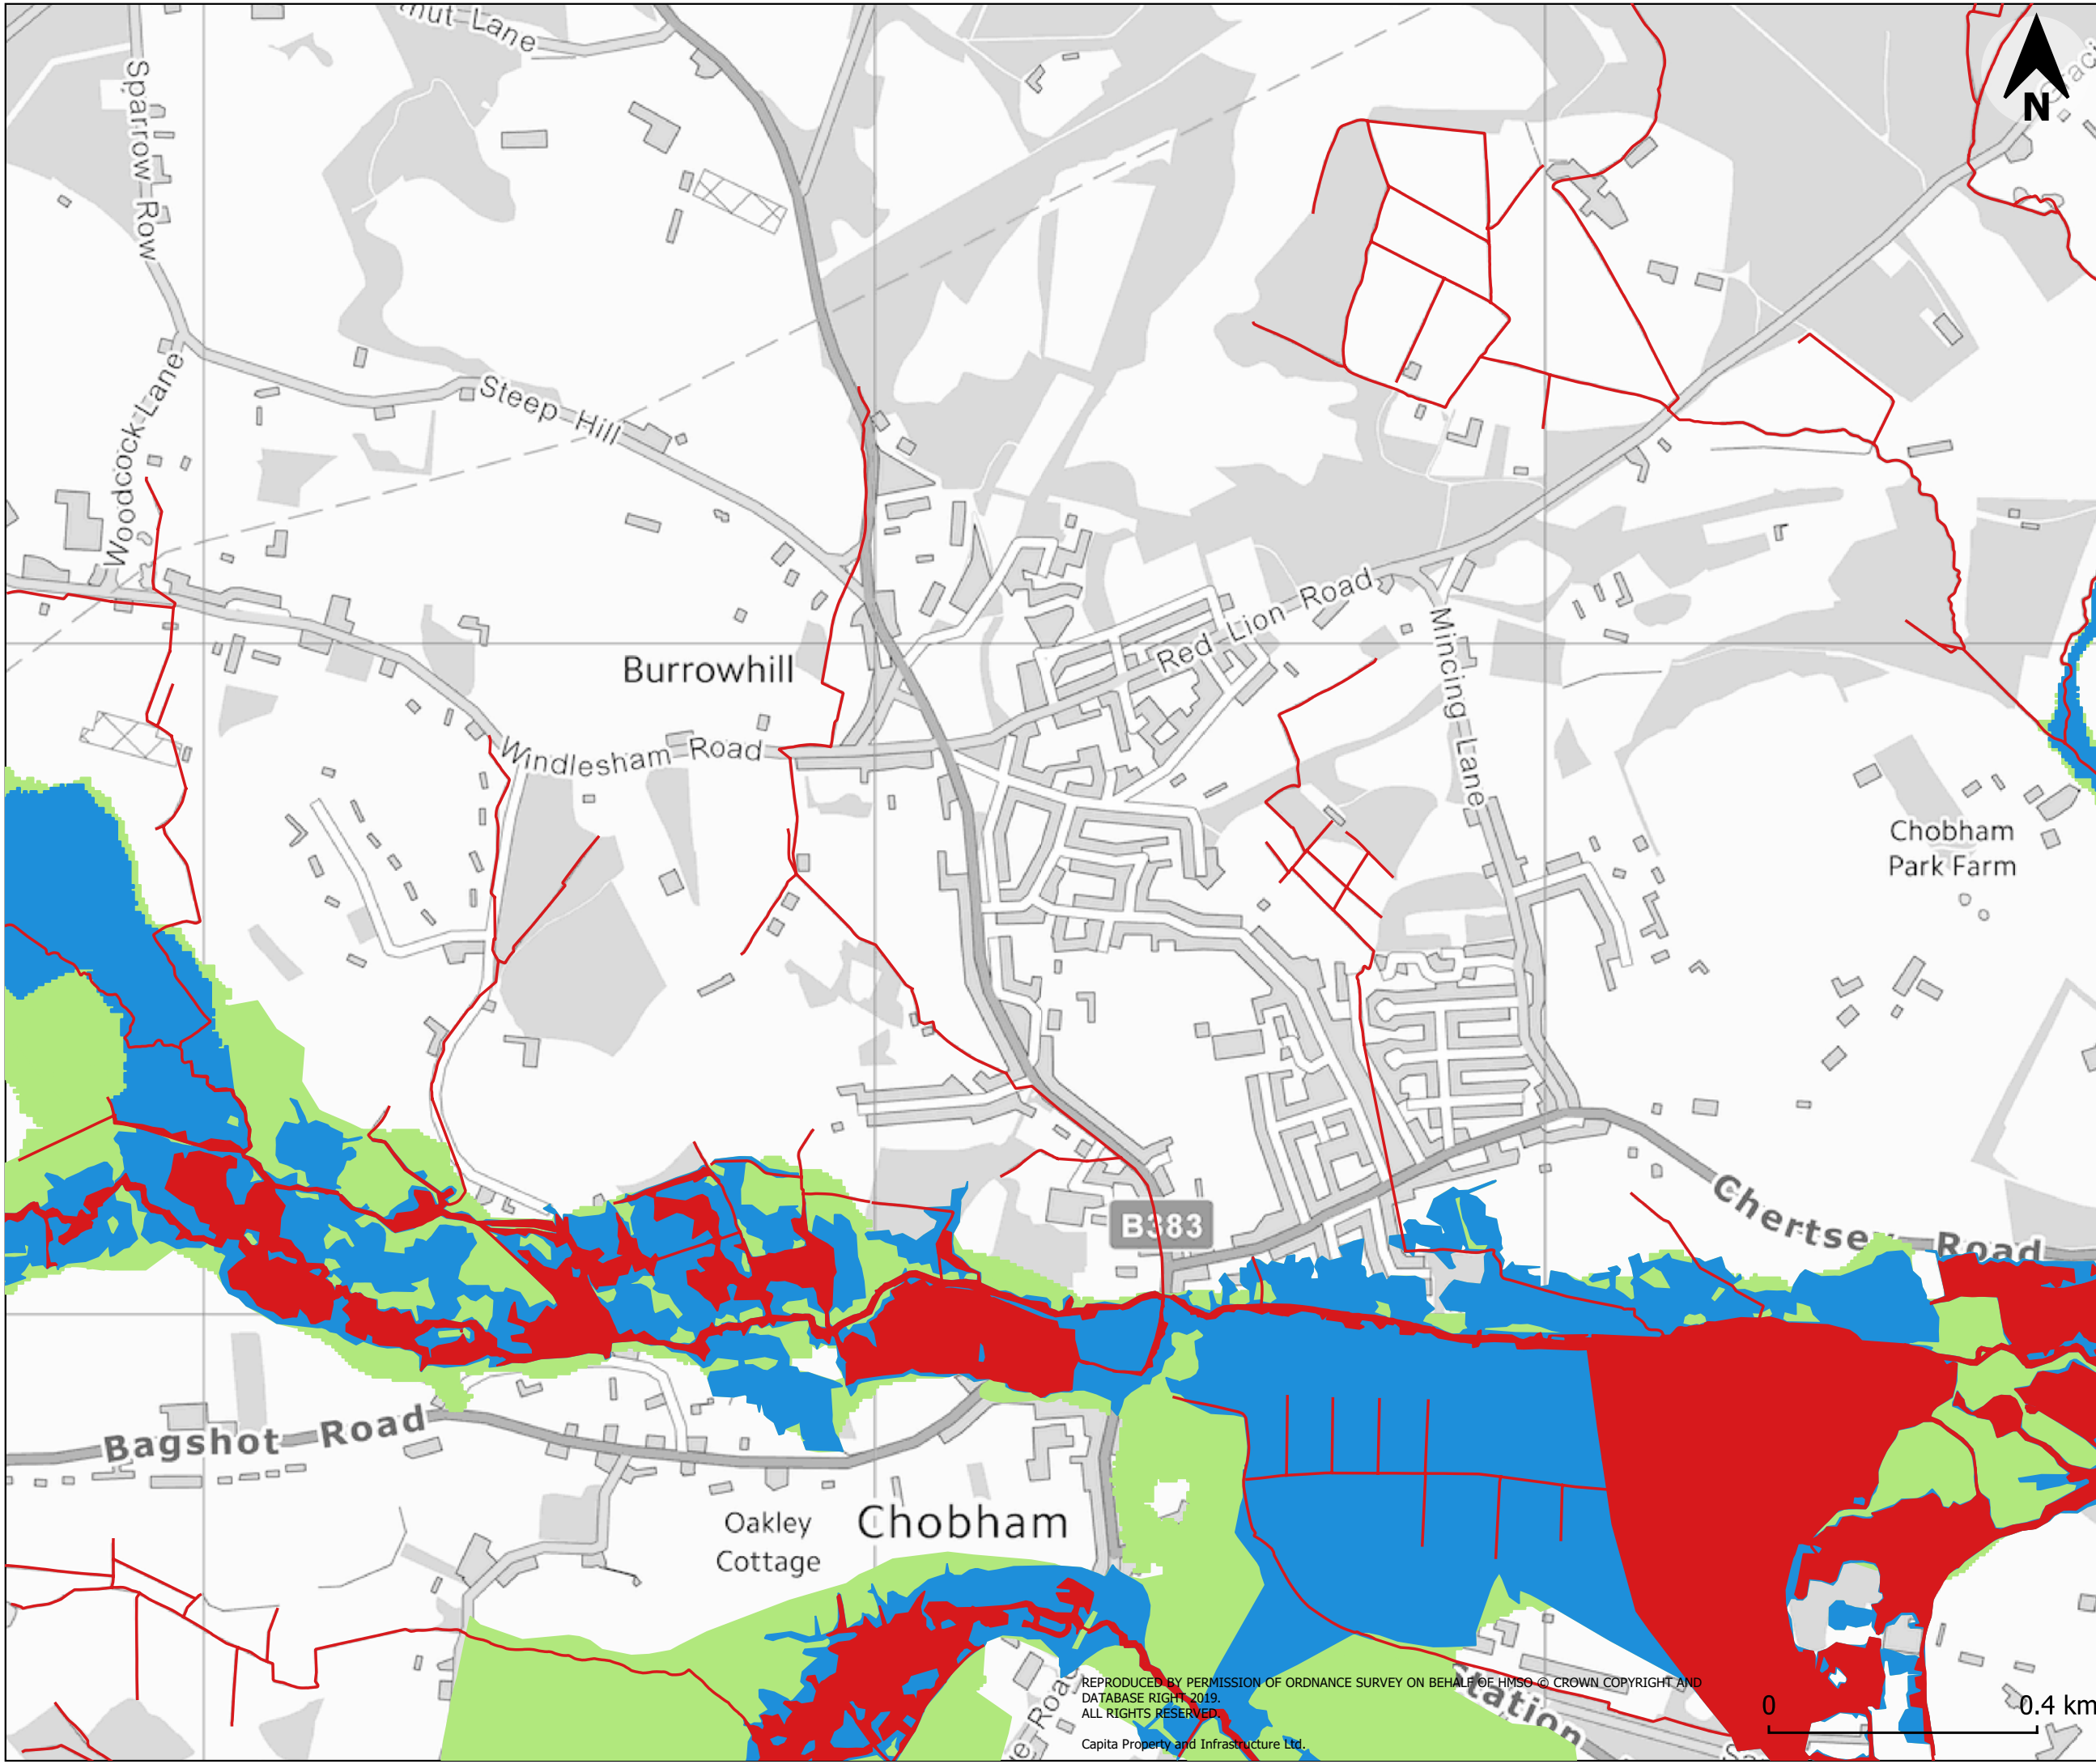 Lane
N
Sparrow Row
Woodcock Lane
Steep Hill
Burrowhill
Red Lion Road
Mincing Lane
Windlesham Road
Chobham
Park Farm
B383
Chertsey Road
Bagshot Road
Oakley
Cottage
Chobham
REPRODUCED BY PERMISSION OF ORDNANCE SURVEY ON BEHALF OF HMSO © CROWN COPYRIGHT AND
DATABASE RIGHT 2019.
ALL RIGHTS RESERVED.
Capita Property and Infrastructure Ltd.
Station
0 0.4 km